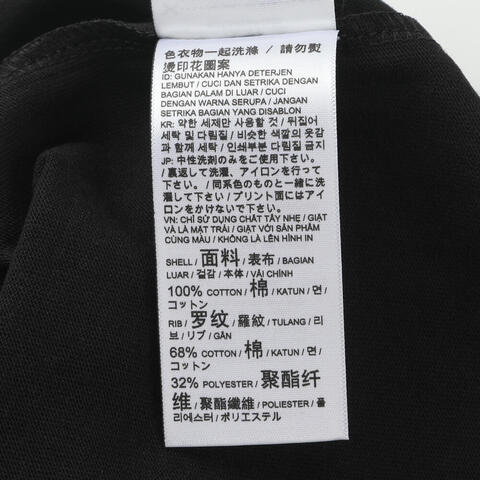 色衣物一起洗滌 / 請勿熨
燙印花圖案
ID: GUNAKAN HANYA DETERJEN
LEMBUT / CUCI DAN SETRIKA DENGAN
BAGIAN DALAM DI LUAR / CUCI
DENGAN WARNA SERUPA / JANGAN
SETRIKA BAGIAN YANG DISABLON
KR: 약한 세제만 사용할 것 / 뒤집어
세탁 및 다림질 / 비슷한 색깔의 옷감
과 함께 세탁 / 인쇄부분 다림질 금지
JP: 中性洗剤のみをご使用下さい。
/ 裏返して洗濯、アイロンを行って
下さい。/ 同系色のものと一緒に洗
濯して下さい / プリント面にはアイ
ロンをかけないで下さい。
VN: CHỈ SỬ DỤNG CHẤT TẨY NHẸ / GIẶT
VÀ LÀ MẶT TRÁI / GIẶT VỚI SẢN PHẨM
CÙNG MÀU / KHÔNG LÀ LÊN HÌNH IN
SHELL / 面料 / 表布 / BAGIAN
LUAR / 겉감 / 本体 / VẢI CHÍNH
100% COTTON / 棉 / KATUN / 면 /
コットン
RIB / 罗纹 / 羅紋 / TULANG / 리
브 / リブ / GÂN
68% COTTON / 棉 / KATUN / 면 /
コットン
32% POLYESTER / 聚酯纤
维 / 聚酯纖維 / POLIESTER / 폴
리에스터 / ポリエステル